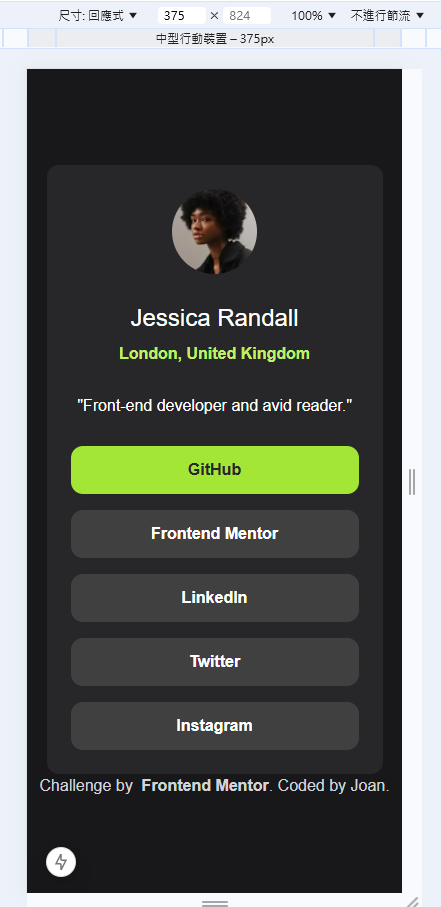 尺寸: 回應式 ▼ 375 × 824 100% ▼ 不進行節流 ▼
中型行動裝置 – 375px
Jessica Randall
London, United Kingdom
"Front-end developer and avid reader."
GitHub
Frontend Mentor
LinkedIn
Twitter
Instagram
Challenge by Frontend Mentor. Coded by Joan.